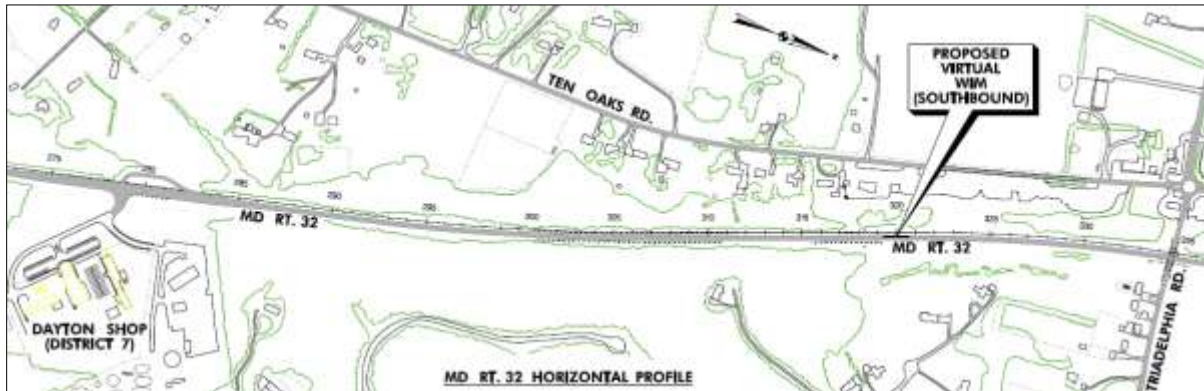 PROPOSED
VIRTUAL
WIM
(SOUTHBOUND)
TEN OAKS RD.
MD RT. 32
MD RT. 32
DAYTON SHOP
(DISTRICT 7)
TRIADELPHIA RD.
MD RT. 32 HORIZONTAL PROFILE